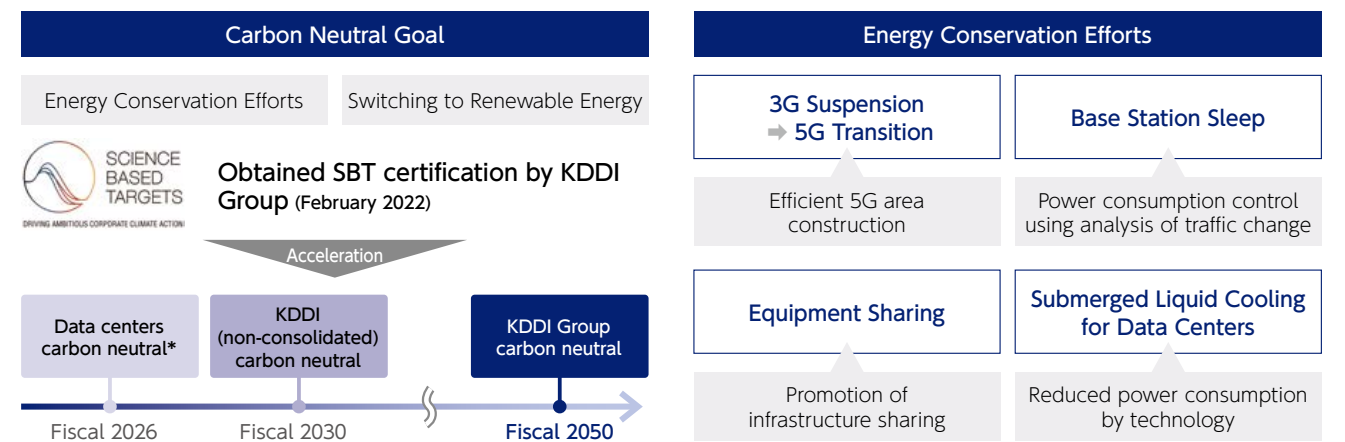 Carbon Neutral Goal
Energy Conservation Efforts
Switching to Renewable Energy
SCIENCE
BASED
TARGETS
DRIVING AMBITIOUS CORPORATE CLIMATE ACTION
Obtained SBT certification by KDDI
Group (February 2022)
Acceleration
Data centers
carbon neutral*
KDDI
(non-consolidated)
carbon neutral
KDDI Group
carbon neutral
Fiscal 2026
Fiscal 2030
Fiscal 2050
Energy Conservation Efforts
3G Suspension
➡ 5G Transition
Efficient 5G area
construction
Base Station Sleep
Power consumption control
using analysis of traffic change
Equipment Sharing
Promotion of
infrastructure sharing
Submerged Liquid Cooling
for Data Centers
Reduced power consumption
by technology